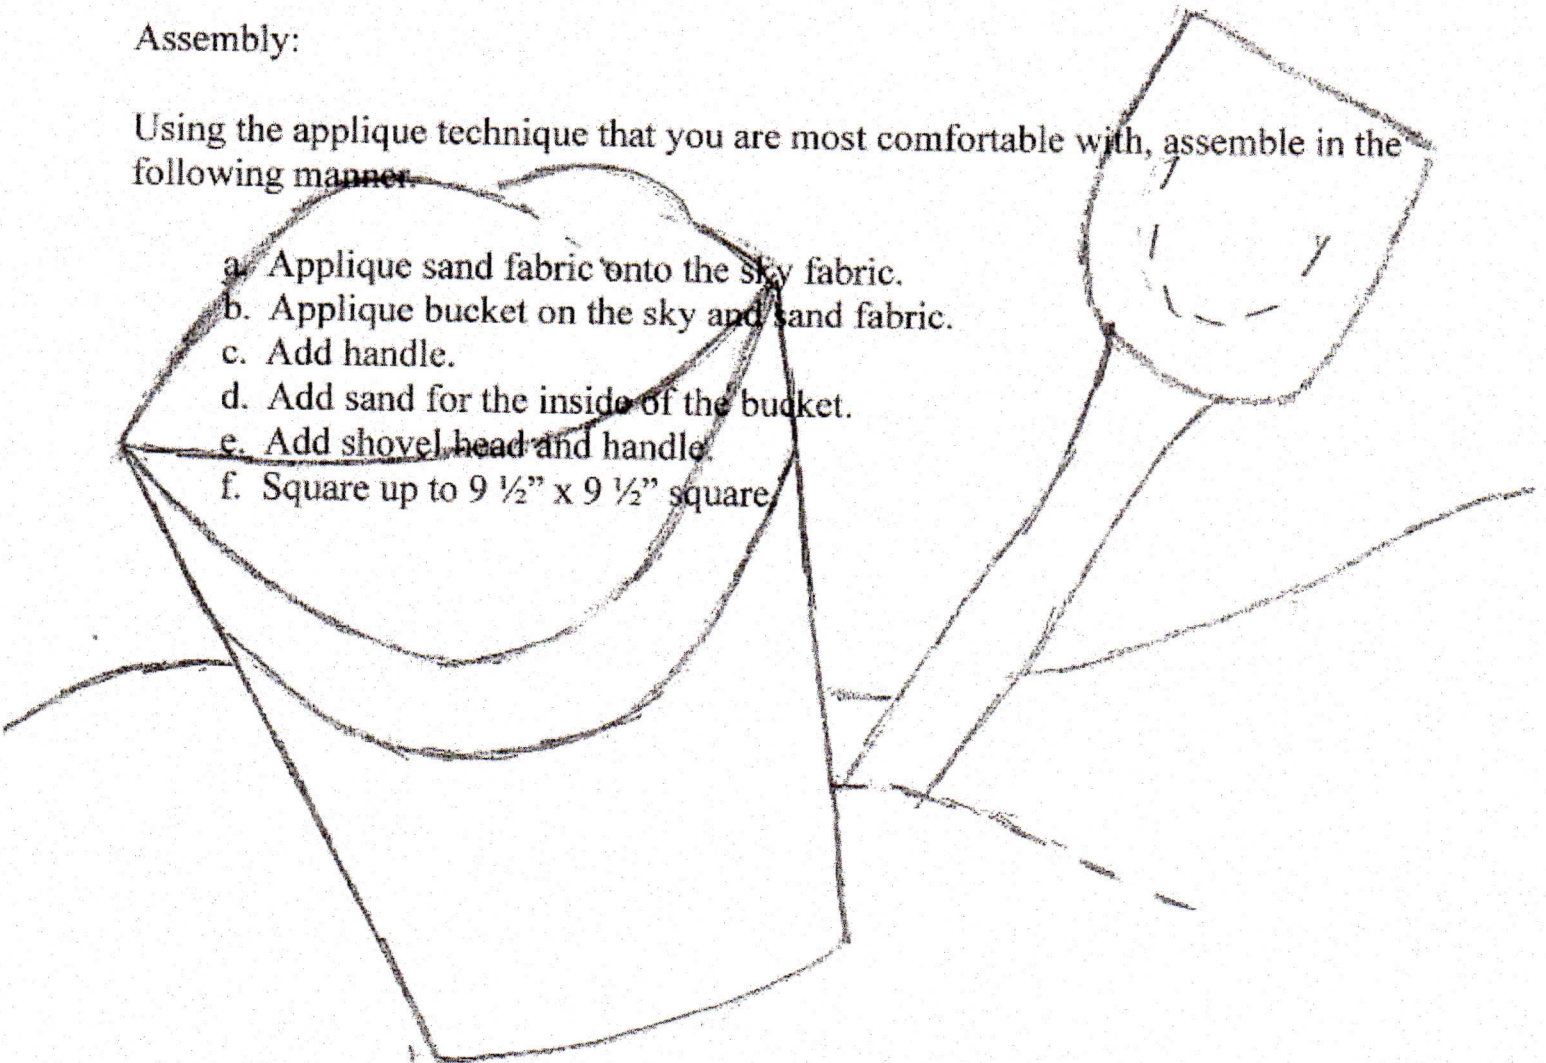 Assembly:
Using the applique technique that you are most comfortable with, assemble in the
following manner.
a. Applique sand fabric onto the sky fabric.
b. Applique bucket on the sky and sand fabric.
c. Add handle.
d. Add sand for the inside of the bucket.
e. Add shovel head and handle.
f. Square up to 9 ½” x 9 ½” square.